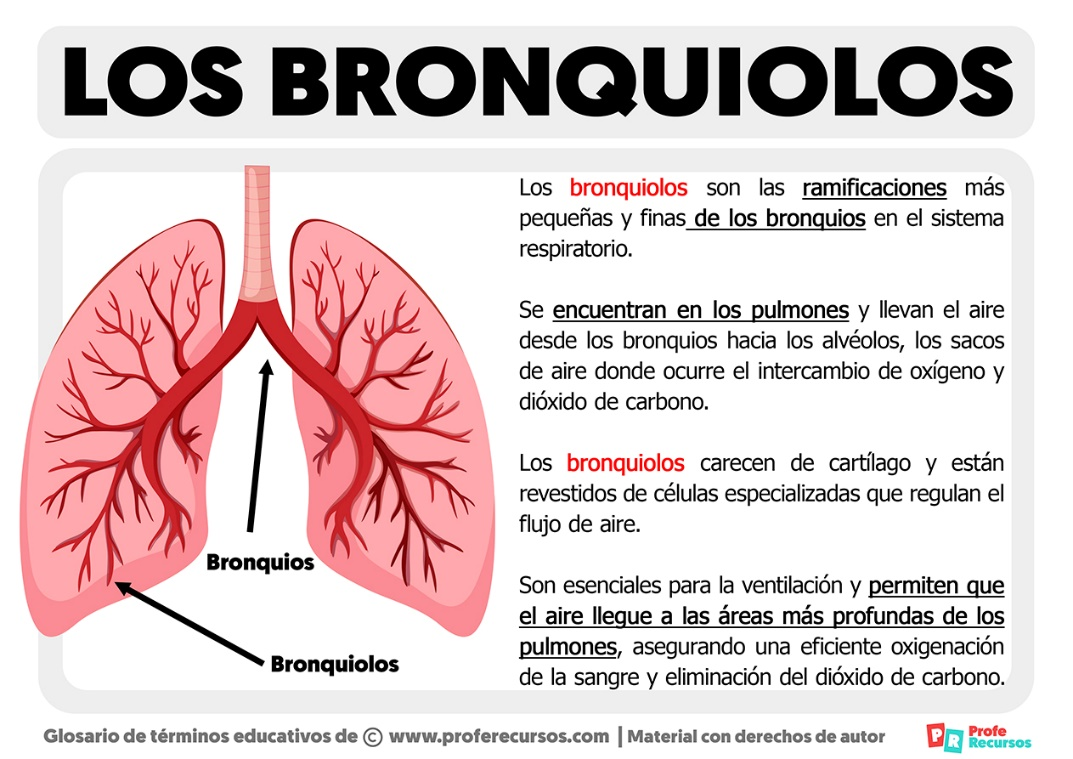 LOS BRONQUIOLOS
Los bronquiolos son las ramificaciones más
pequeñas y finas de los bronquios en el sistema
respiratorio.
Se encuentran en los pulmones y llevan el aire
desde los bronquios hacia los alvéolos, los sacos
de aire donde ocurre el intercambio de oxígeno y
dióxido de carbono.
Los bronquiolos carecen de cartílago y están
revestidos de células especializadas que regulan el
flujo de aire.
Son esenciales para la ventilación y permiten que
el aire llegue a las áreas más profundas de los
pulmones, asegurando una eficiente oxigenación
de la sangre y eliminación del dióxido de carbono.
Bronquios
Bronquiolos
Glosario de términos educativos de © www.proferecursos.com | Material con derechos de autor
PR Profe
Recursos